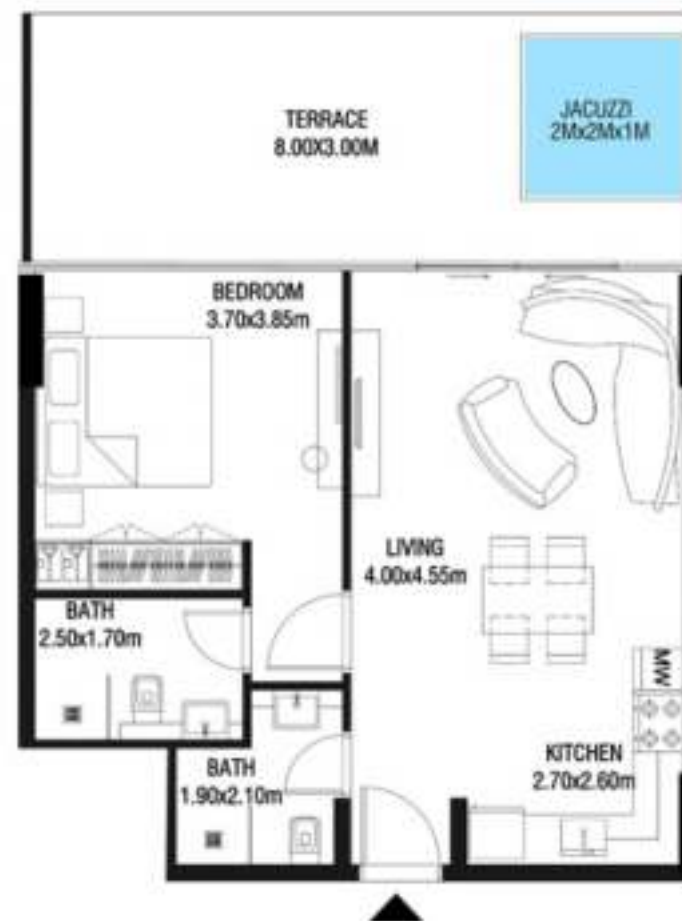 TERRACE
8.00X3.00M
JACUZZI
2Mx2Mx1M
BEDROOM
3.70x3.85m
LIVING
4.00x4.55m
BATH
2.50x1.70m
MW
KITCHEN
2.70x2.60m
BATH
1.90x2.10m